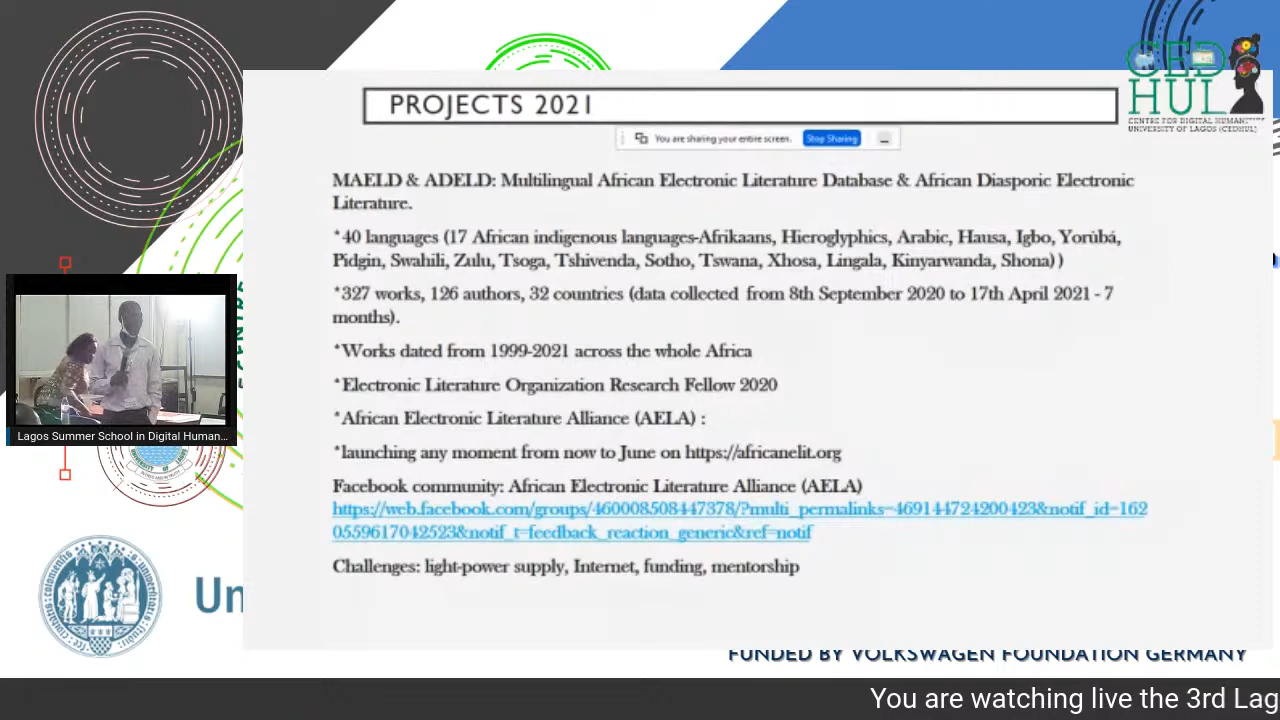 CEDHUL
CENTRE FOR DIGITAL HUMANITIES
UNIVERSITY OF LAGOS (CEDHUL)
PROJECTS 2021
You are sharing your entire screen. Stop Sharing
MAELD & ADELD: Multilingual African Electronic Literature Database & African Diasporic Electronic
Literature.
*40 languages (17 African indigenous languages-Afrikaans, Hieroglyphics, Arabic, Hausa, Igbo, Yorùbá,
Pidgin, Swahili, Zulu, Tsoga, Tshivenda, Sotho, Tswana, Xhosa, Lingala, Kinyarwanda, Shona))
*327 works, 126 authors, 32 countries (data collected from 8th September 2020 to 17th April 2021 - 7
months).
*Works dated from 1999-2021 across the whole Africa
*Electronic Literature Organization Research Fellow 2020
*African Electronic Literature Alliance (AELA) :
*launching any moment from now to June on https://africanelit.org
Facebook community: African Electronic Literature Alliance (AELA)
https://web.facebook.com/groups/460008508447378/?multi_permalinks=469144724200423&notif_id=162
0559617042523&notif_t=feedback_reaction_generic&ref=notif
Challenges: light-power supply, Internet, funding, mentorship
Lagos Summer School in Digital Human...
Un
FUNDED BY VOLKSWAGEN FOUNDATION GERMANY
You are watching live the 3rd Lag